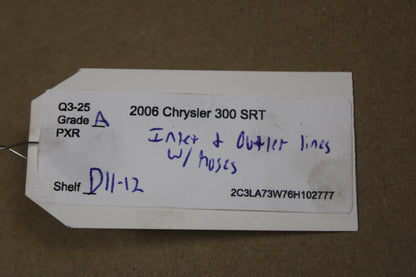 Q3-25
Grade A
PXR
2006 Chrysler 300 SRT
Inlet & Outlet lines
W/ hoses
Shelf D11-12
2C3LA73W76H102777